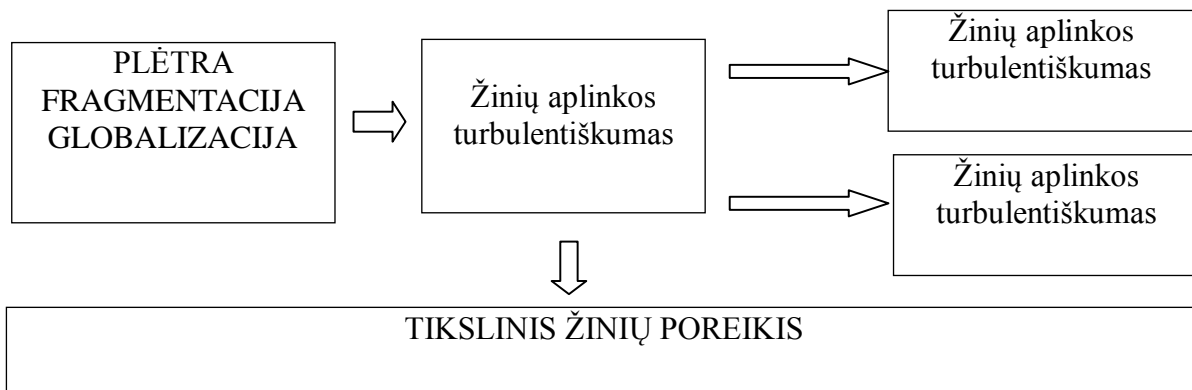 PLĖTRA
FRAGMENTACIJA
GLOBALIZACIJA
Žinių aplinkos
turbulentiškumas
Žinių aplinkos
turbulentiškumas
Žinių aplinkos
turbulentiškumas
TIKSLINIS ŽINIŲ POREIKIS